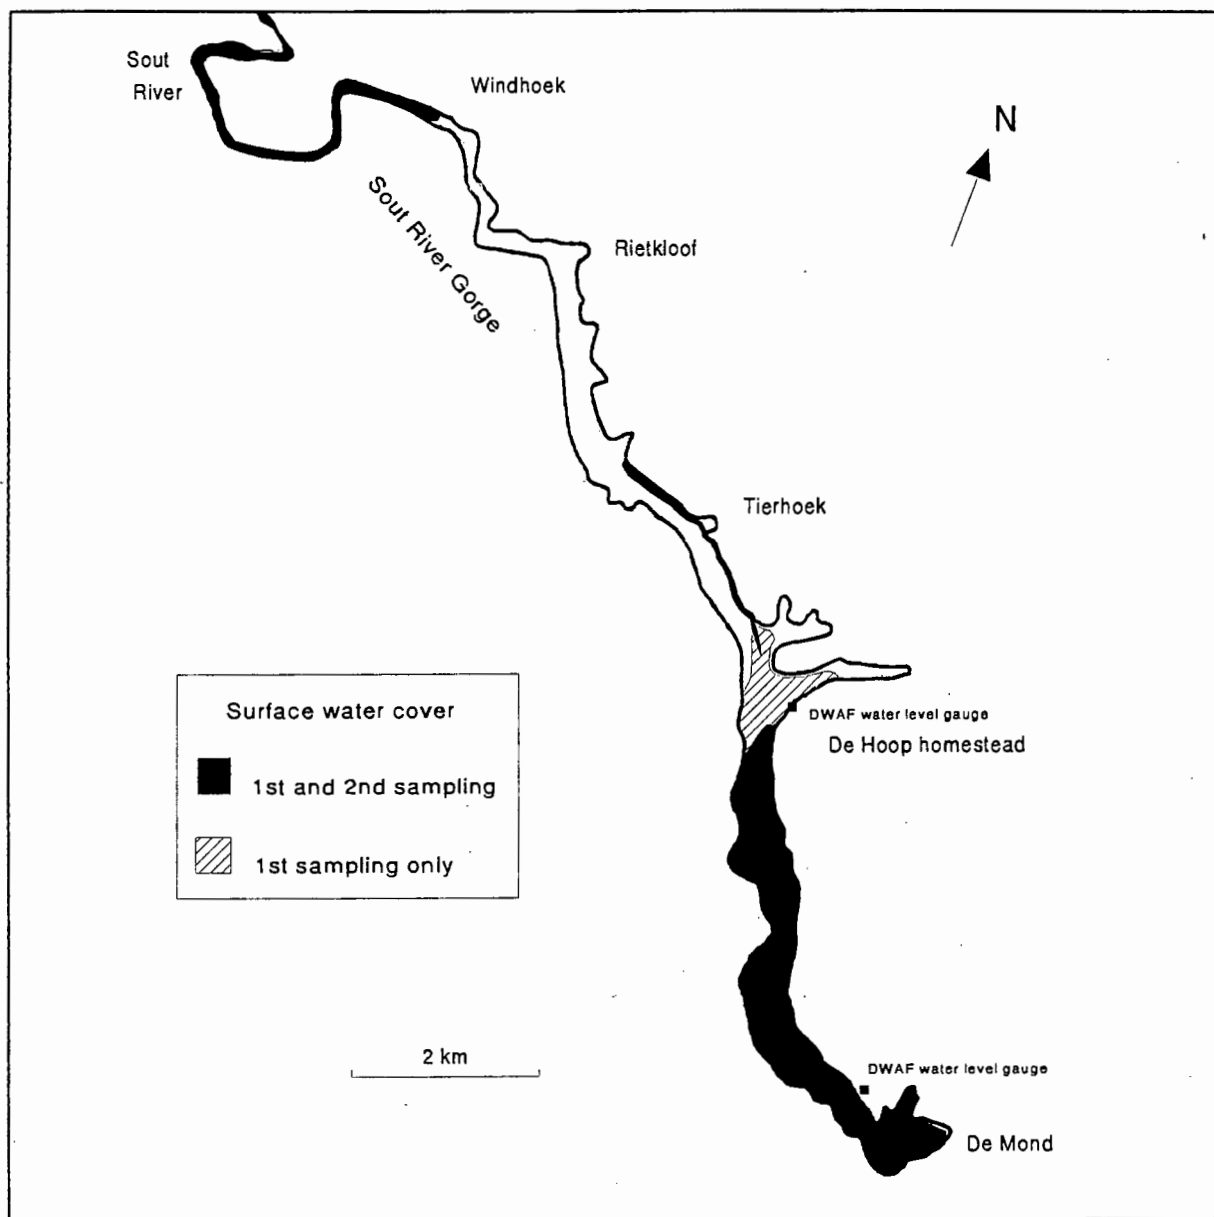 Sout
River
Windhoek
N
Sout River Gorge
Rietkloof
Tierhoek
Surface water cover
1st and 2nd sampling
1st sampling only
DWAF water level gauge
De Hoop homestead
2 km
DWAF water level gauge
De Mond